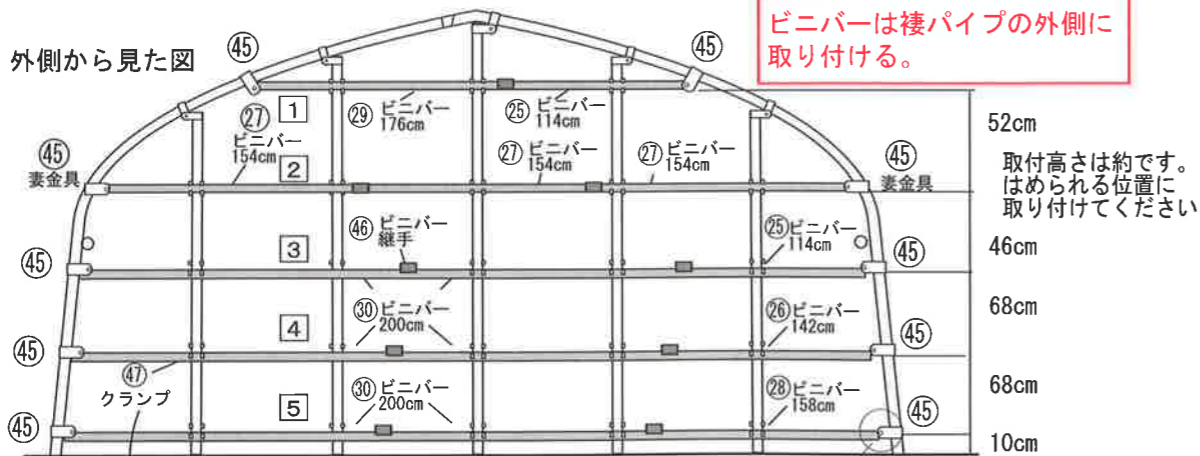 外側から見た図
ビニバーは褄パイプの外側に
取り付ける。
㊺
㊺
1
㉙ビニバー
176cm
㉕ビニバー
114cm
52cm
㉗
ビニバー
154cm
㊺
妻金具
2
㉗ビニバー
154cm
㉗ビニバー
154cm
㊺
妻金具
取付高さは約です。
はめられる位置に
取り付けてください
㊻ビニバー
継手
3
㉕ビニバー
114cm
46cm
㊺
㊺
㉚ビニバー
200cm
4
㉖ビニバー
142cm
68cm
㊺
㊺
㊼
クランプ
㉚ビニバー
200cm
5
㉘ビニバー
158cm
68cm
㊺
㊺
10cm